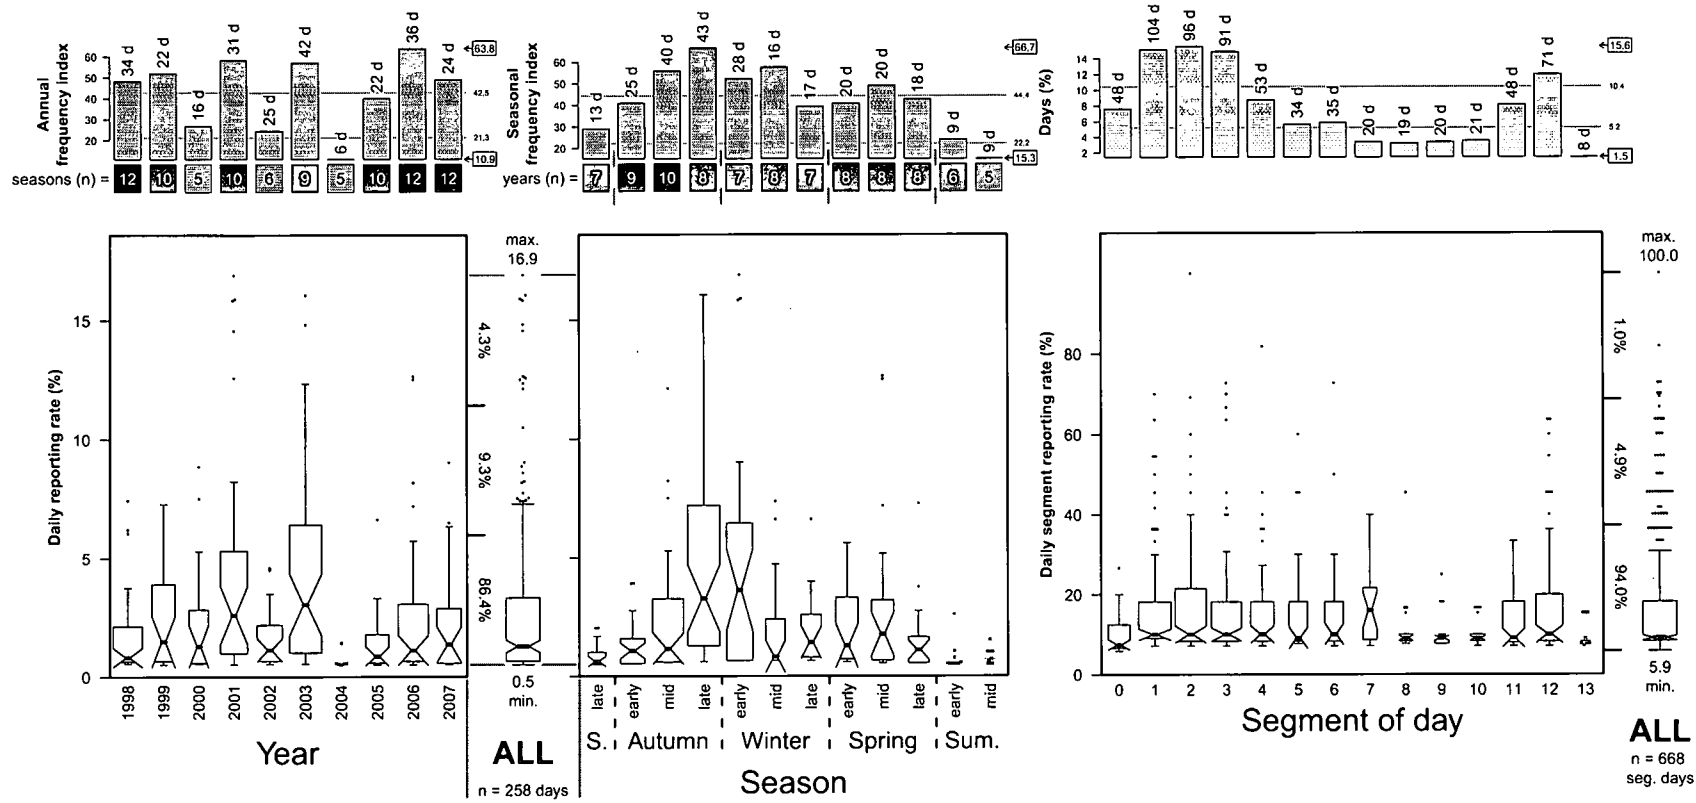 Annual
frequency index
60
50
40
30
20
34 d
22 d
16 d
31 d
25 d
42 d
6 d
22 d
36 d
24 d
63.8
42.5
21.3
10.9
seasons (n) =
12
10
5
10
6
9
5
10
12
12
Seasonal
frequency index
60
50
40
30
20
13 d
25 d
40 d
43 d
28 d
16 d
17 d
20 d
20 d
18 d
9 d
9 d
66.7
44.4
22.2
15.3
years (n) =
7
9
10
8
7
8
7
8
8
8
6
5
Days (%)
14
12
10
8
6
4
2
48 d
104 d
96 d
91 d
53 d
34 d
35 d
20 d
19 d
20 d
21 d
48 d
71 d
8 d
15.6
10.4
5.2
1.5
Daily reporting rate (%)
15
10
5
0
1998
1999
2000
2001
2002
2003
2004
2005
2006
2007
Year
max.
16.9
4.3%
9.3%
86.4%
0.5
min.
ALL
n = 258 days
late
early
mid
late
early
mid
late
early
mid
late
early
mid
S.
Autumn
Winter
Spring
Sum.
Season
Daily segment reporting rate (%)
80
60
40
20
0
0
1
2
3
4
5
6
7
8
9
10
11
12
13
Segment of day
max.
100.0
1.0%
4.9%
94.0%
5.9
min.
ALL
n = 668
seg. days